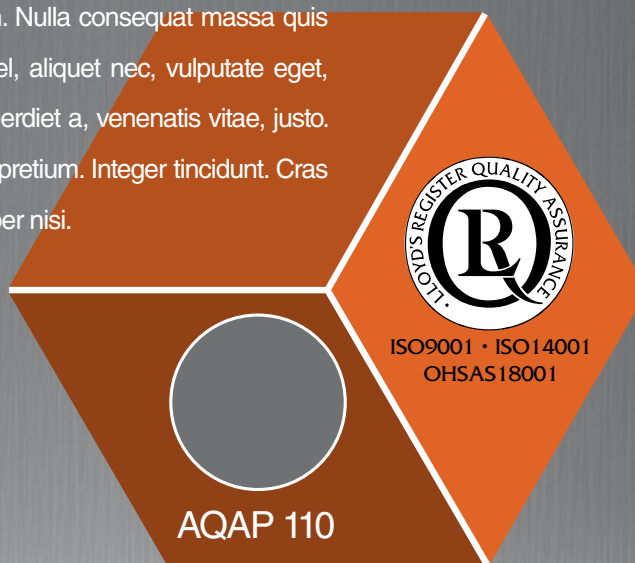 . Nulla consequat massa quis
el, aliquet nec, vulputate eget,
erdiet a, venenatis vitae, justo.
pretium. Integer tincidunt. Cras
per nisi.
· LLOYD'S REGISTER QUALITY ASSURANCE ·
LRQ
ISO9001 · ISO14001
OHSAS18001
AQAP 110